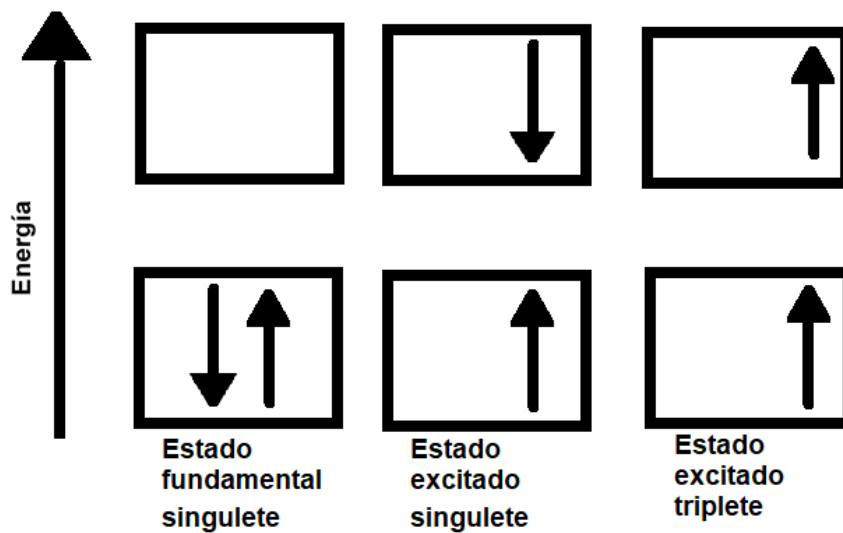 Energía
Estado
fundamental
singulete
Estado
excitado
singulete
Estado
excitado
triplete